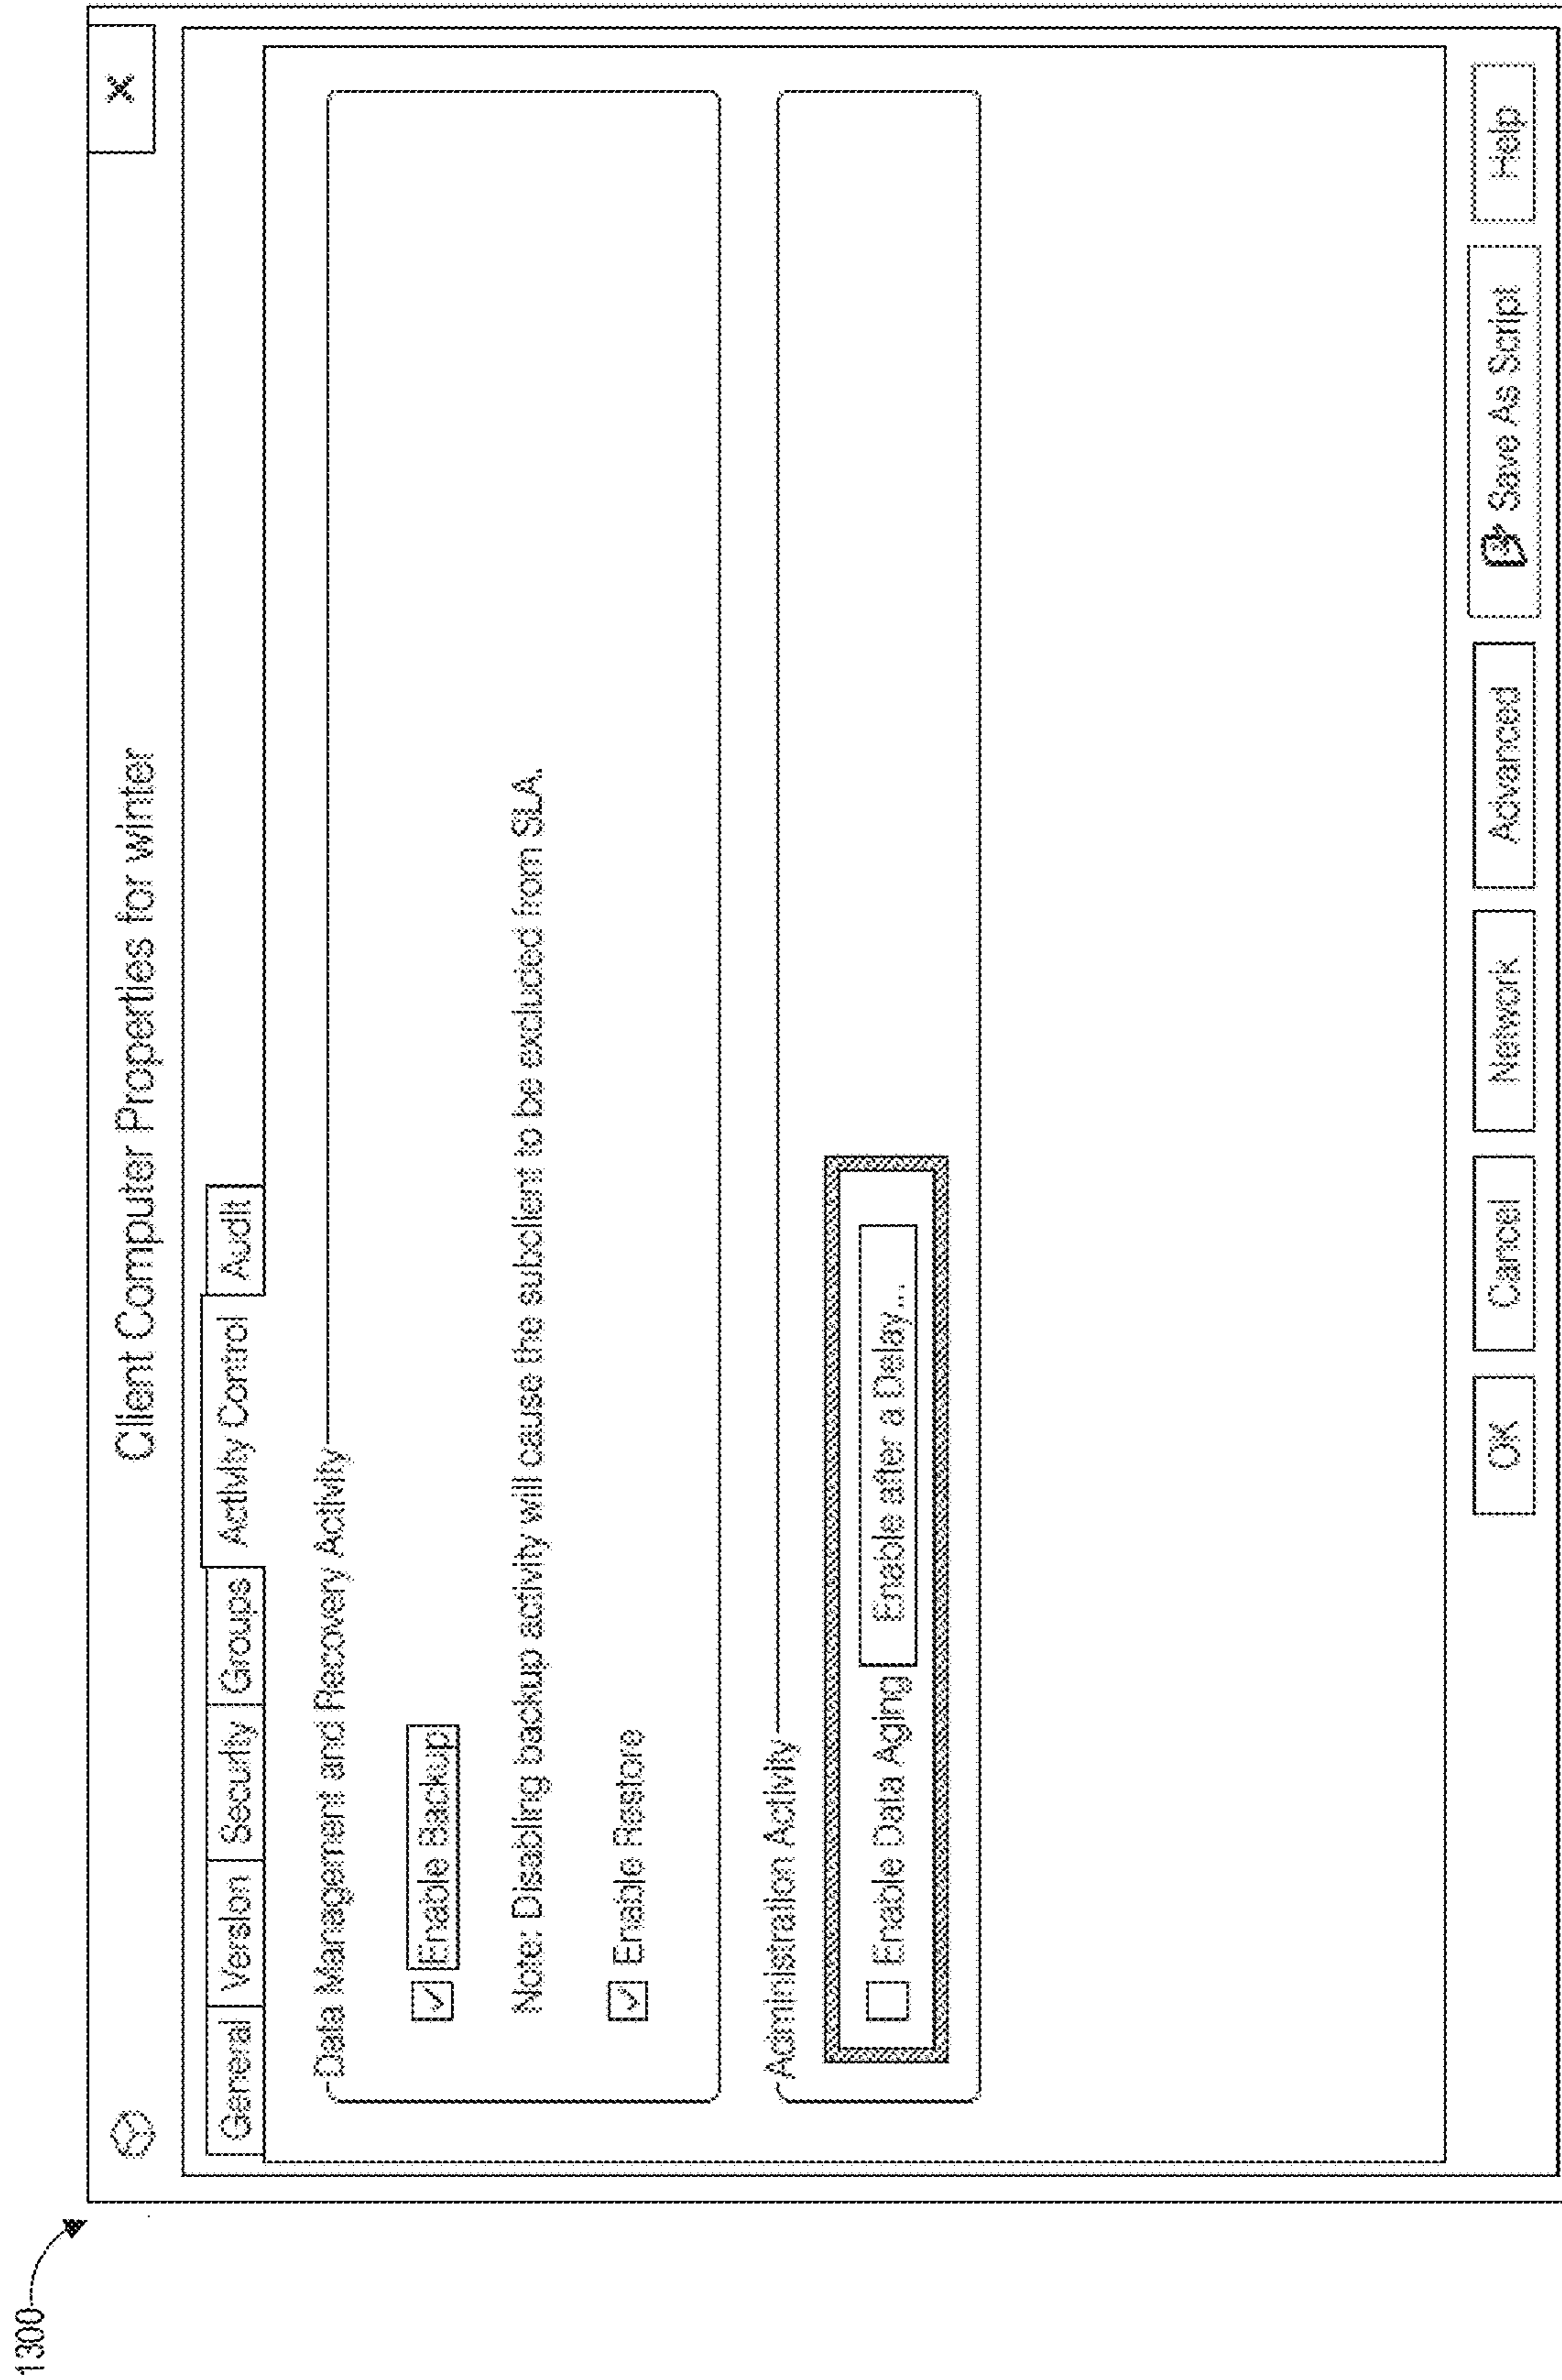 1300
Client Computer Properties for winter X
General Version Security Groups Activity Control Audit
Data Management and Recovery Activity
Enable Backup
Note: Disabling backup activity will cause the subclient to be excluded from SLA.
Enable Restore
Administration Activity
Enable Data Aging Enable after a Delay...
OK Cancel Network Advanced Save As Script Help